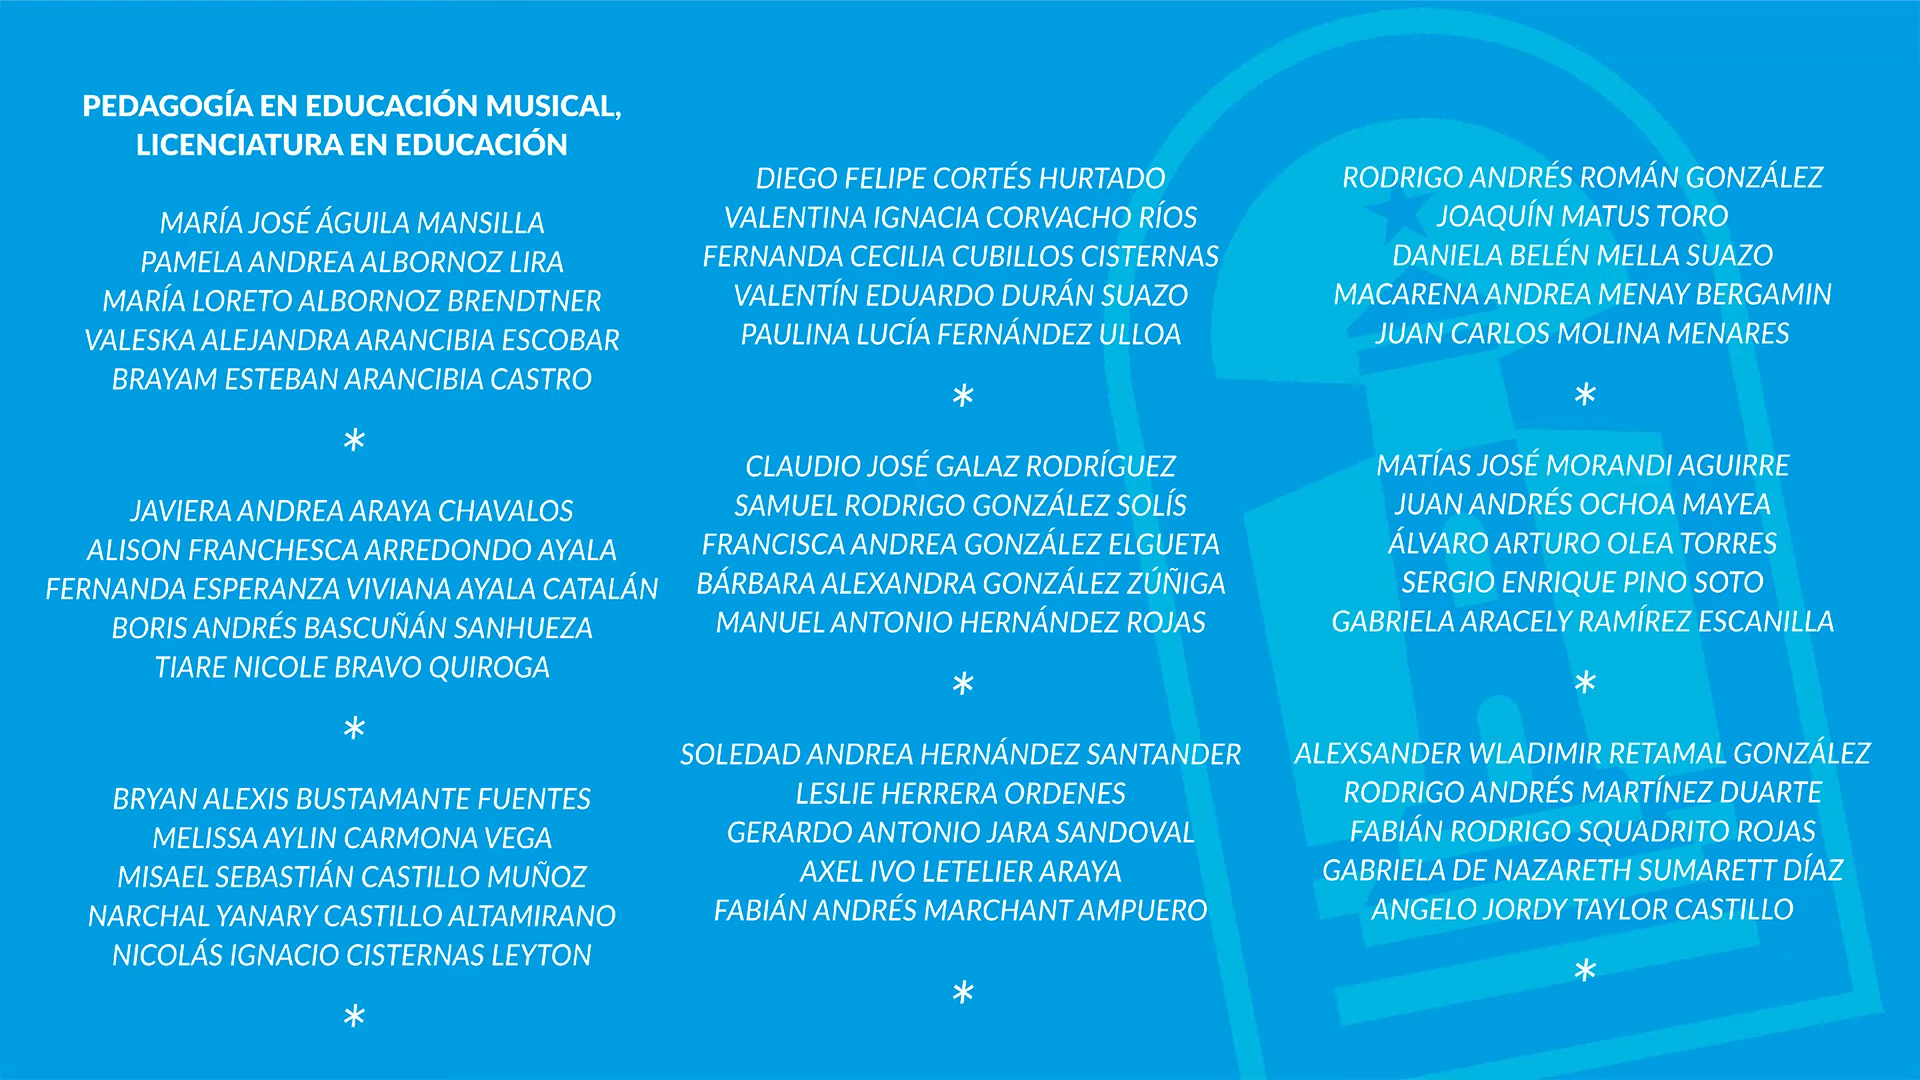 PEDAGOGÍA EN EDUCACIÓN MUSICAL,
LICENCIATURA EN EDUCACIÓN
MARÍA JOSÉ ÁGUILA MANSILLA
PAMELA ANDREA ALBORNOZ LIRA
MARÍA LORETO ALBORNOZ BRENDTNER
VALESKA ALEJANDRA ARANCIBIA ESCOBAR
BRAYAM ESTEBAN ARANCIBIA CASTRO
*
JAVIERA ANDREA ARAYA CHAVALOS
ALISON FRANCHESCA ARREDONDO AYALA
FERNANDA ESPERANZA VIVIANA AYALA CATALÁN
BORIS ANDRÉS BASCUÑÁN SANHUEZA
TIARE NICOLE BRAVO QUIROGA
*
BRYAN ALEXIS BUSTAMANTE FUENTES
MELISSA AYLIN CARMONA VEGA
MISAEL SEBASTIÁN CASTILLO MUÑOZ
NARCHAL YANARY CASTILLO ALTAMIRANO
NICOLÁS IGNACIO CISTERNAS LEYTON
*
DIEGO FELIPE CORTÉS HURTADO
VALENTINA IGNACIA CORVACHO RÍOS
FERNANDA CECILIA CUBILLOS CISTERNAS
VALENTÍN EDUARDO DURÁN SUAZO
PAULINA LUCÍA FERNÁNDEZ ULLOA
*
CLAUDIO JOSÉ GALAZ RODRÍGUEZ
SAMUEL RODRIGO GONZÁLEZ SOLÍS
FRANCISCA ANDREA GONZÁLEZ ELGUETA
BÁRBARA ALEXANDRA GONZÁLEZ ZÚÑIGA
MANUEL ANTONIO HERNÁNDEZ ROJAS
*
SOLEDAD ANDREA HERNÁNDEZ SANTANDER
LESLIE HERRERA ORDENES
GERARDO ANTONIO JARA SANDOVAL
AXEL IVO LETELIER ARAYA
FABIÁN ANDRÉS MARCHANT AMPUERO
*
RODRIGO ANDRÉS ROMÁN GONZÁLEZ
JOAQUÍN MATUS TORO
DANIELA BELÉN MELLA SUAZO
MACARENA ANDREA MENAY BERGAMIN
JUAN CARLOS MOLINA MENARES
*
MATÍAS JOSÉ MORANDI AGUIRRE
JUAN ANDRÉS OCHOA MAYEA
ÁLVARO ARTURO OLEA TORRES
SERGIO ENRIQUE PINO SOTO
GABRIELA ARACELY RAMÍREZ ESCANILLA
*
ALEXSANDER WLADIMIR RETAMAL GONZÁLEZ
RODRIGO ANDRÉS MARTÍNEZ DUARTE
FABIÁN RODRIGO SQUADRITO ROJAS
GABRIELA DE NAZARETH SUMARETT DÍAZ
ANGELO JORDY TAYLOR CASTILLO
*